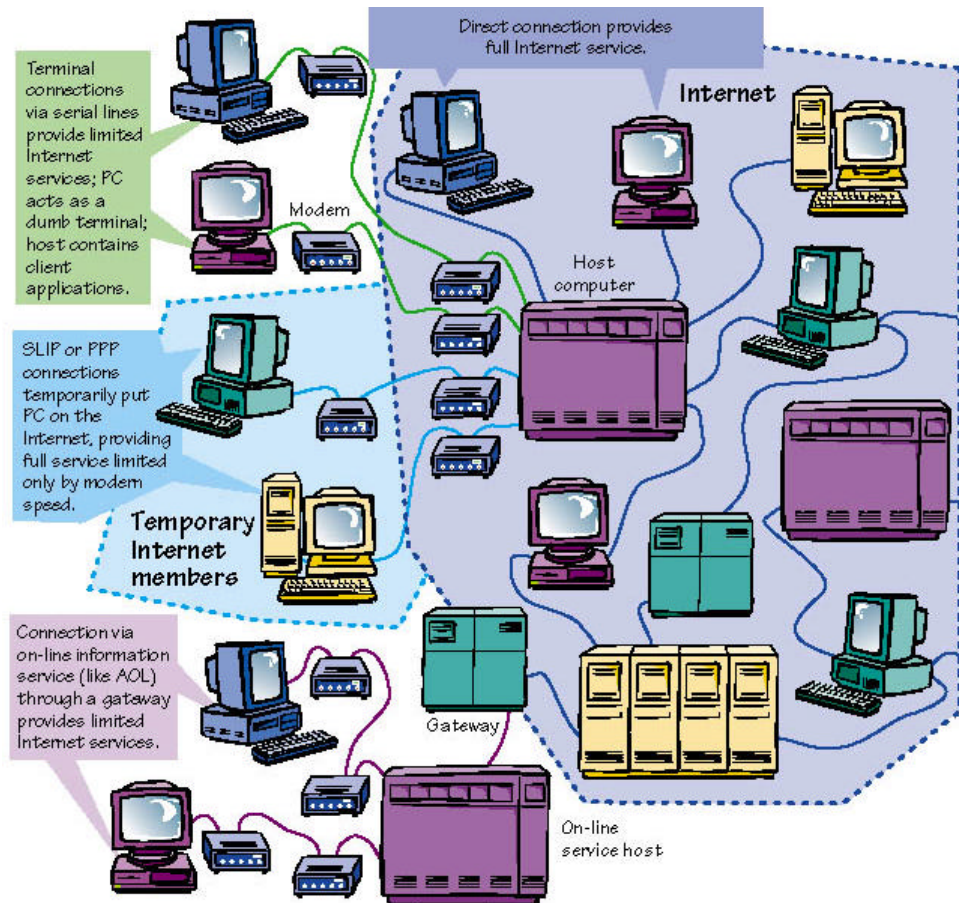 Direct connection provides
full Internet service.
Terminal
connections
via serial lines
provide limited
Internet
services; PC
acts as a
dumb terminal;
host contains
client
applications.
Internet
Modem
Host
computer
SLIP or PPP
connections
temporarily put
PC on the
Internet, providing
full service limited
only by modern
speed.
Temporary
Internet
members
Connection via
on-line information
service (like AOL)
through a gateway
provides limited
Internet services.
Gateway
On-line
service host